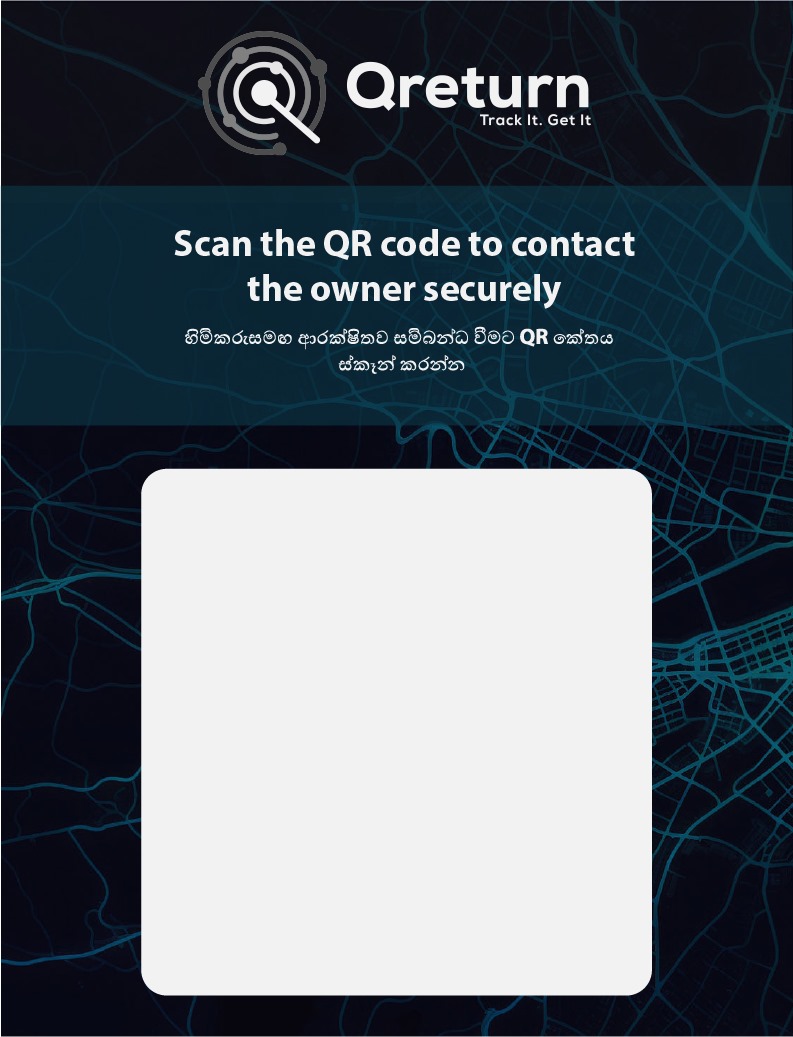 Qreturn
Track It. Get It
Scan the QR code to contact
the owner securely
හිමිකරුසමඟ ආරක්ෂිතව සම්බන්ධ වීමට QR කේතය
ස්කෑන් කරන්න